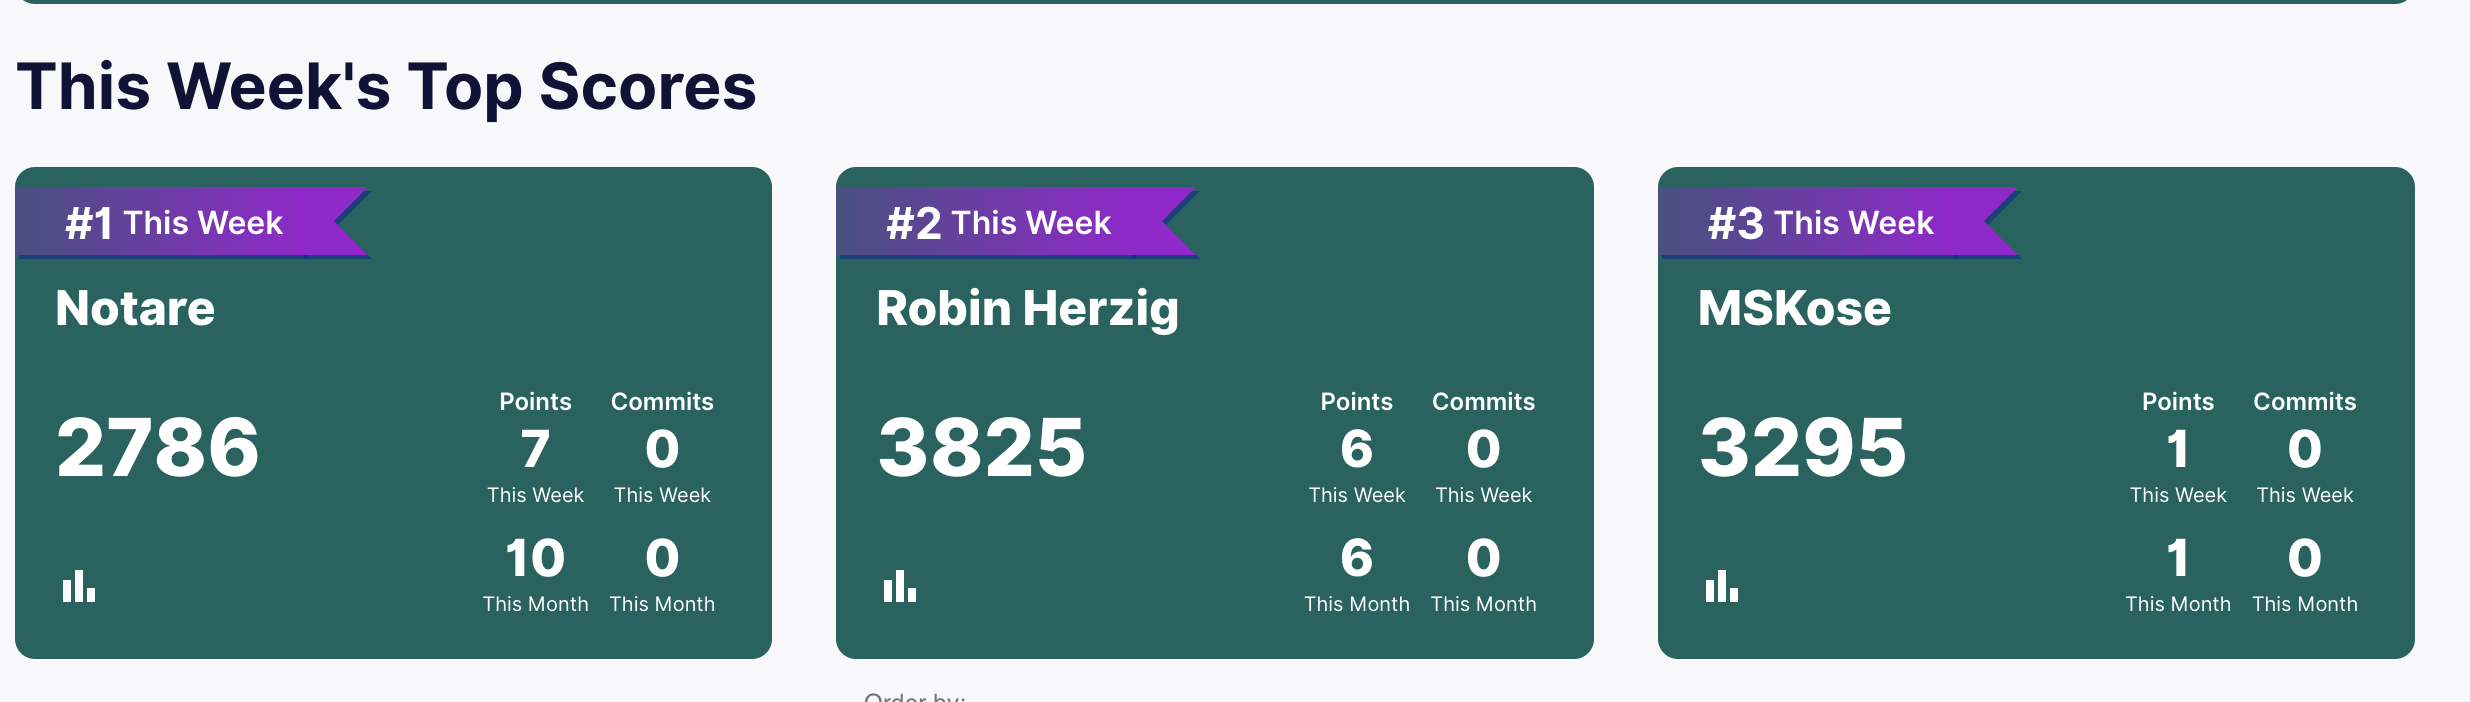 This Week's Top Scores
#1 This Week
Notare
2786
Points Commits
7 0
This Week This Week
10 0
This Month This Month
#2 This Week
Robin Herzig
3825
Points Commits
6 0
This Week This Week
6 0
This Month This Month
#3 This Week
MSKose
3295
Points Commits
1 0
This Week This Week
1 0
This Month This Month
Order by: